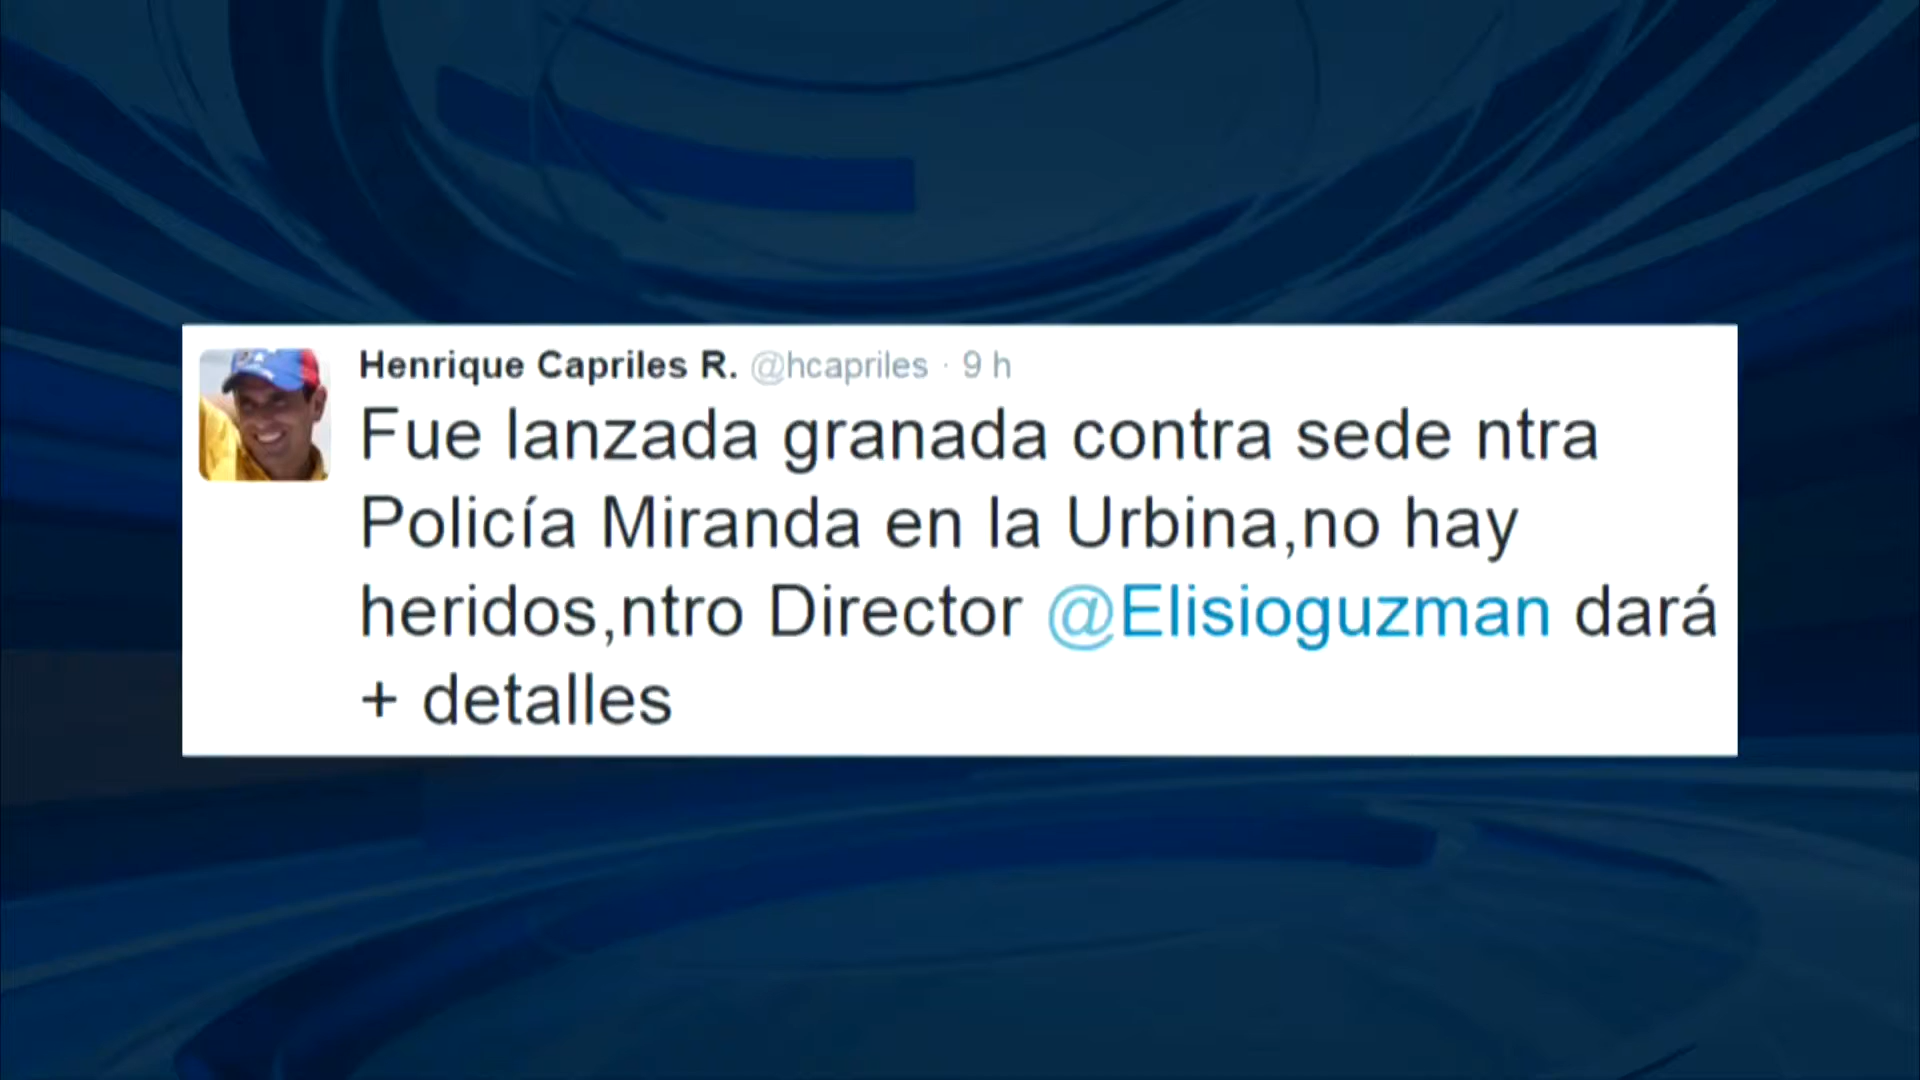 Henrique Capriles R. @hcapriles · 9 h
Fue lanzada granada contra sede ntra
Policía Miranda en la Urbina,no hay
heridos,ntro Director @Elisioguzman dará
+ detalles